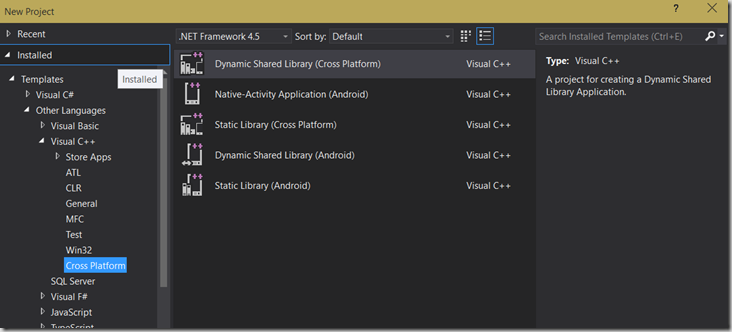 New Project
?
Recent
.NET Framework 4.5
Sort by: Default
Search Installed Templates (Ctrl+E)
Installed
Templates
Installed
Visual C#
Other Languages
Visual Basic
Visual C++
Store Apps
ATL
CLR
General
MFC
Test
Win32
Cross Platform
SQL Server
Visual F#
JavaScript
TypeScript
Dynamic Shared Library (Cross Platform) Visual C++
Native-Activity Application (Android) Visual C++
Static Library (Cross Platform) Visual C++
Dynamic Shared Library (Android) Visual C++
Static Library (Android) Visual C++
Type: Visual C++
A project for creating a Dynamic Shared
Library Application.